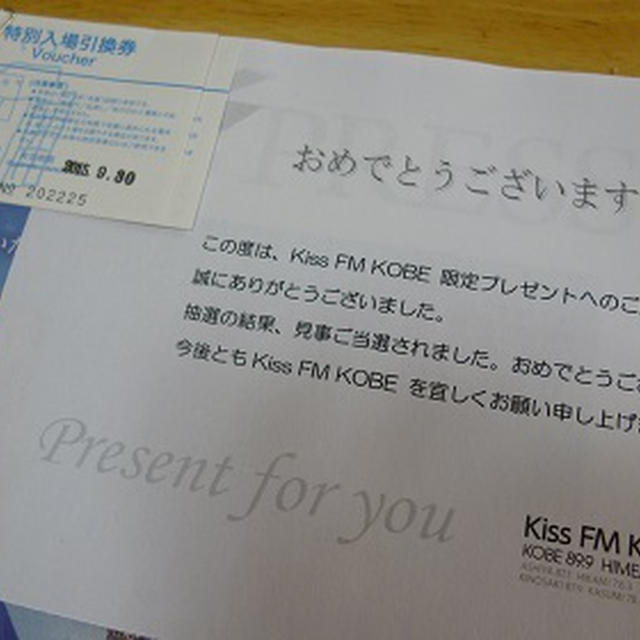 特別入場引換券
Voucher
2015.9.30
NO 202225
PRESS
おめでとうございます
この度は、Kiss FM KOBE 限定プレゼントへのご
誠にありがとうございました。
抽選の結果、見事ご当選されました。おめでとうご
今後とも Kiss FM KOBE を宜しくお願い申し上げ
Present for you
Kiss FM K
KOBE 89.9 HIME